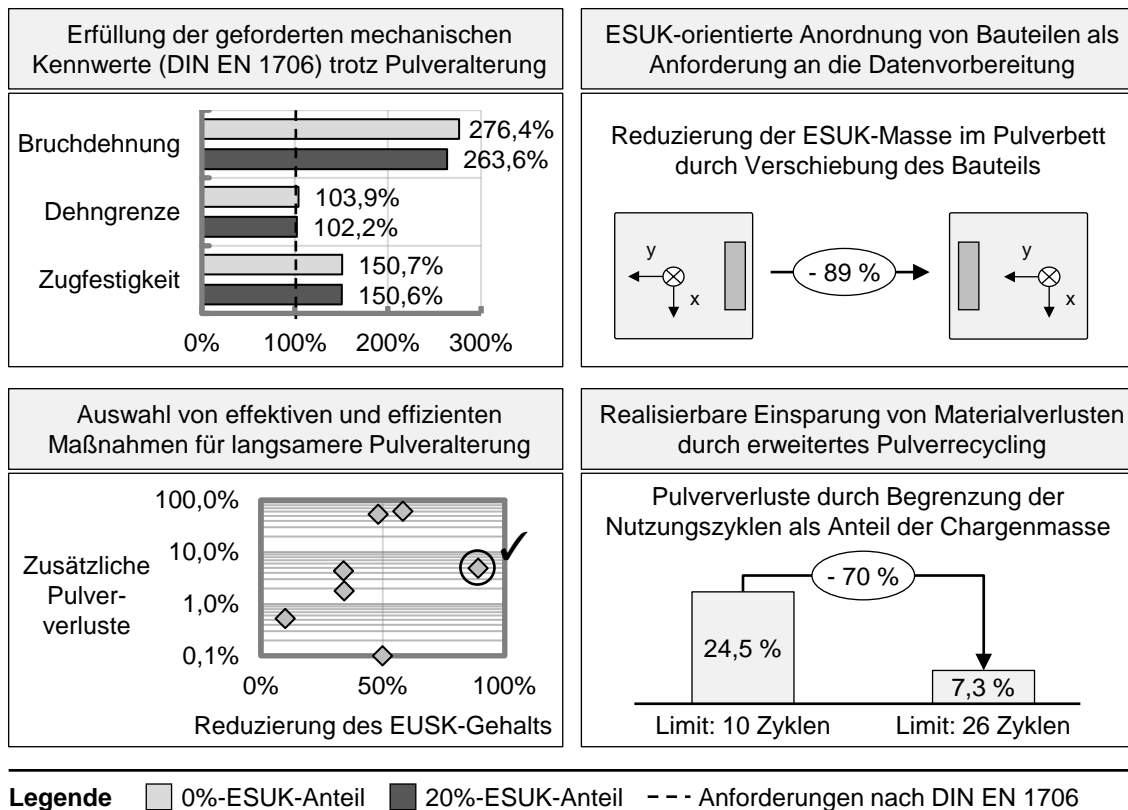 Erfüllung der geforderten mechanischen
Kennwerte (DIN EN 1706) trotz Pulveralterung
Bruchdehnung
276,4%
263,6%
Dehngrenze
103,9%
102,2%
Zugfestigkeit
150,7%
150,6%
0% 100% 200% 300%
ESUK-orientierte Anordnung von Bauteilen als
Anforderung an die Datenvorbereitung
Reduzierung der ESUK-Masse im Pulverbett
durch Verschiebung des Bauteils
y
x
- 89 %
y
x
Auswahl von effektiven und effizienten
Maßnahmen für langsamere Pulveralterung
Zusätzliche
Pulver-
verluste
100,0%
10,0%
1,0%
0,1%
0% 50% 100%
Reduzierung des EUSK-Gehalts
Realisierbare Einsparung von Materialverlusten
durch erweitertes Pulverrecycling
Pulververluste durch Begrenzung der
Nutzungszyklen als Anteil der Chargenmasse
- 70 %
24,5 %
7,3 %
Limit: 10 Zyklen Limit: 26 Zyklen
Legende 0%-ESUK-Anteil 20%-ESUK-Anteil Anforderungen nach DIN EN 1706